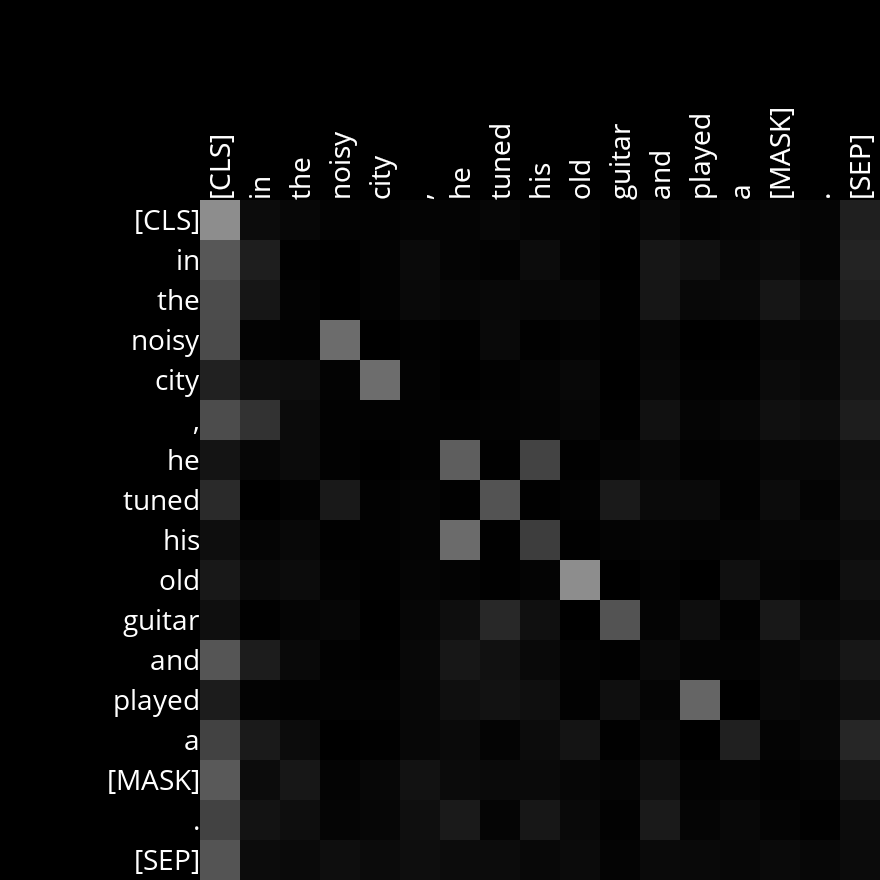 [CLS] in the noisy city , he tuned his old guitar and played a [MASK] . [SEP]
[CLS]
in
the
noisy
city
,
he
tuned
his
old
guitar
and
played
a
[MASK]
.
[SEP]